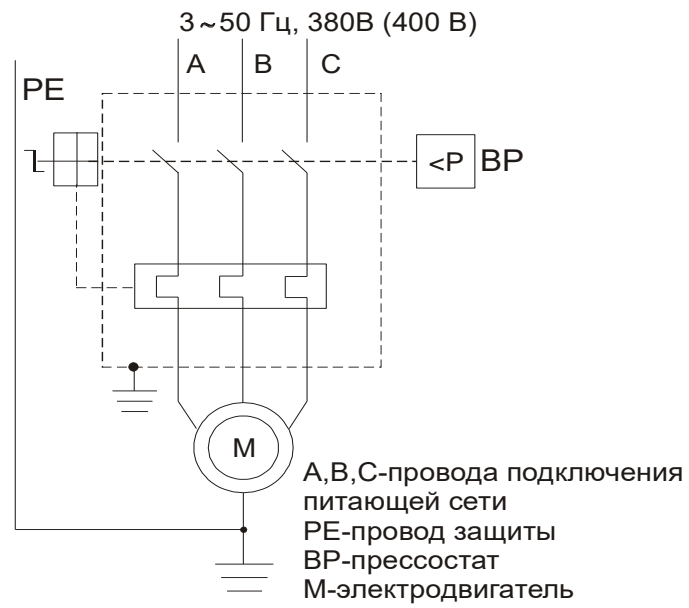 3~50 Гц, 380В (400 В)
A B C
PE
<P BP
M
A,B,C-провода подключения
питающей сети
PE-провод защиты
BP-прессостат
М-электродвигатель